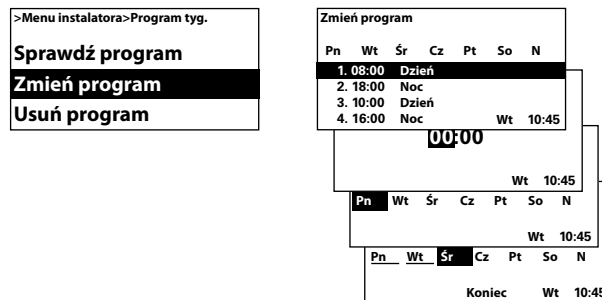 >Menu instalatora>Program tyg.
Sprawdź program
Zmień program
Usuń program
Zmień program
Pn Wt Śr Cz Pt So N
1. 08:00 Dzień
2. 18:00 Noc
3. 10:00 Dzień
4. 16:00 Noc Wt 10:45
00:00
Wt 10:45
Pn Wt Śr Cz Pt So N
Wt 10:45
Pn Wt Śr Cz Pt So N
Koniec Wt 10:45